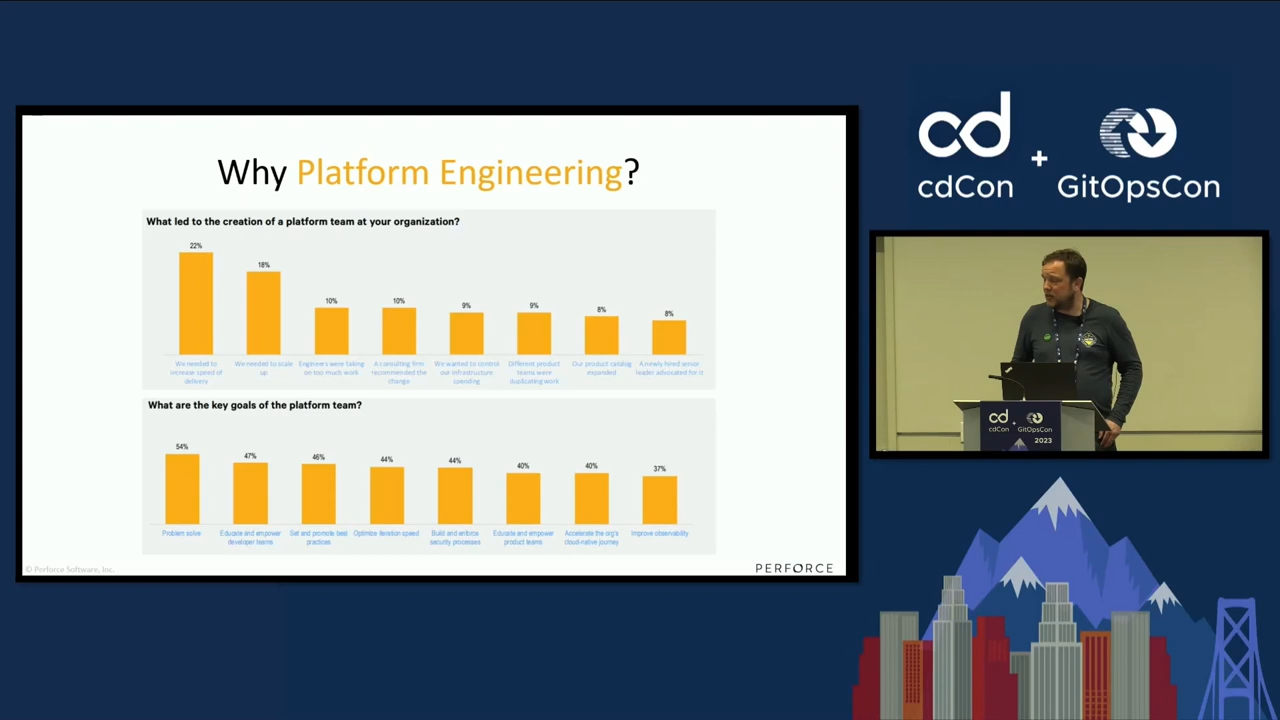 Why Platform Engineering?
What led to the creation of a platform team at your organization?
22%
18%
10%
10%
9%
9%
8%
8%
We needed to
increase speed of
delivery
We needed to scale
up
Engineers were taking
on too much work
A consulting firm
recommended the
change
We wanted to control
our infrastructure
spending
Different product
teams were
duplicating work
Our product catalog
expanded
A newly hired senior
leader advocated for it
What are the key goals of the platform team?
54%
47%
46%
44%
44%
40%
40%
37%
Problem solve
Educate and empower
developer teams
Set and promote best
practices
Optimize iteration speed
Build and enforce
security processes
Educate and empower
product teams
Accelerate the org's
cloud-native journey
Improve observability
© Perforce Software, Inc.
PERFORCE
cd
cdCon
+
GitOpsCon
cd
cdCon
+
GitOpsCon
2023